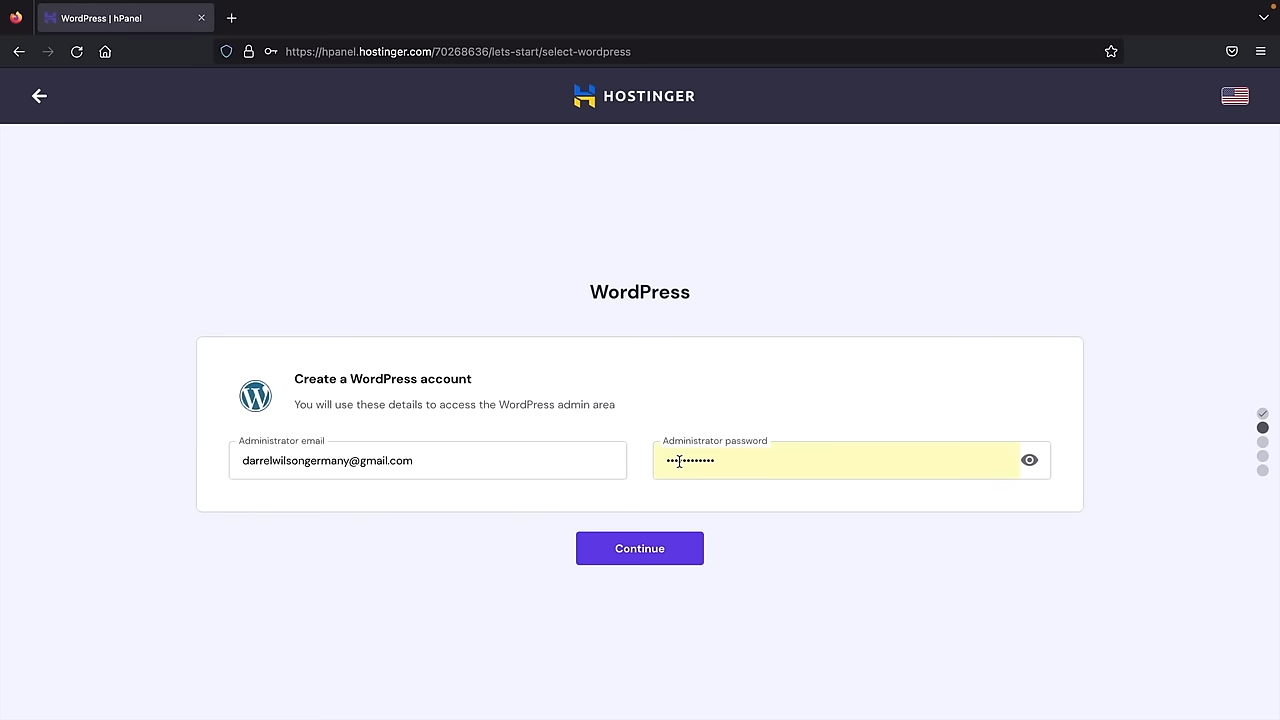 WordPress | hPanel
https://hpanel.hostinger.com/70268636/lets-start/select-wordpress
HOSTINGER
WordPress
Create a WordPress account
You will use these details to access the WordPress admin area
Administrator email
darrelwilsongermany@gmail.com
Administrator password
••••••••••••
Continue